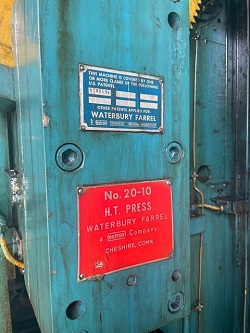 THIS MACHINE IS COVERED BY ONE
OR MORE CLAIMS OF THE FOLLOWING
U.S. PATENTS
OTHER PATENTS APPLIED FOR
WATERBURY FARREL
No. 20-10
H.T. PRESS
WATERBURY FARREL
a textron Company
CHESHIRE, CONN.